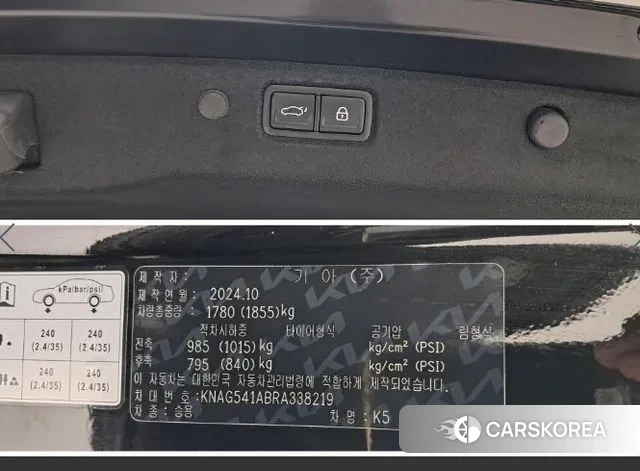 kPa(bar/psi)
240 240
(2.4/35) (2.4/35)
240 240
(2.4/35) (2.4/35)
제 작 자 : 기 아 (주)
제작연월 : 2024.10
차량총중량 : 1780 (1855)kg
적차시하중 타이어형식 공기압 림형식
전축 985 (1015)kg kg/cm² (PSI)
후축 795 (840)kg kg/cm² (PSI)
이 자동차는 대한민국 자동차관리법령에 적합하게 제작되었습니다.
차대번호 : KNAG541ABRA338219
차 종 : 승용 차 명 : K5
CARSKOREA